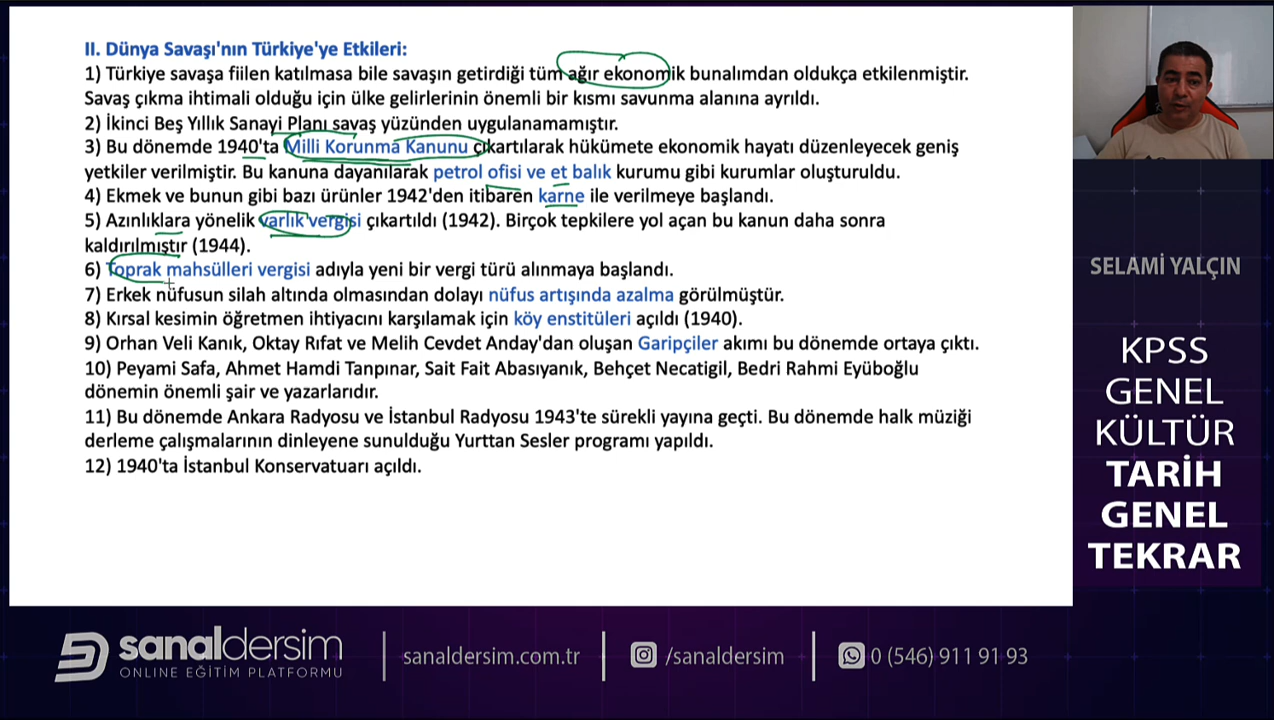 II. Dünya Savaşı'nın Türkiye'ye Etkileri:
1) Türkiye savaşa fiilen katılmasa bile savaşın getirdiği tüm ağır ekonomik bunalımdan oldukça etkilenmiştir.
Savaş çıkma ihtimali olduğu için ülke gelirlerinin önemli bir kısmı savunma alanına ayrıldı.
2) İkinci Beş Yıllık Sanayi Planı savaş yüzünden uygulanamamıştır.
3) Bu dönemde 1940'ta Milli Korunma Kanunu çıkartılarak hükümete ekonomik hayatı düzenleyecek geniş
yetkiler verilmiştir. Bu kanuna dayanılarak petrol ofisi ve et balık kurumu gibi kurumlar oluşturuldu.
4) Ekmek ve bunun gibi bazı ürünler 1942'den itibaren karne ile verilmeye başlandı.
5) Azınlıklara yönelik varlık vergisi çıkartıldı (1942). Birçok tepkilere yol açan bu kanun daha sonra
kaldırılmıştır (1944).
6) Toprak mahsülleri vergisi adıyla yeni bir vergi türü alınmaya başlandı.
7) Erkek nüfusun silah altında olmasından dolayı nüfus artışında azalma görülmüştür.
8) Kırsal kesimin öğretmen ihtiyacını karşılamak için köy enstitüleri açıldı (1940).
9) Orhan Veli Kanık, Oktay Rıfat ve Melih Cevdet Anday'dan oluşan Garipçiler akımı bu dönemde ortaya çıktı.
10) Peyami Safa, Ahmet Hamdi Tanpınar, Sait Fait Abasıyanık, Behçet Necatigil, Bedri Rahmi Eyüboğlu
dönemin önemli şair ve yazarlarıdır.
11) Bu dönemde Ankara Radyosu ve İstanbul Radyosu 1943'te sürekli yayına geçti. Bu dönemde halk müziği
derleme çalışmalarının dinleyene sunulduğu Yurttan Sesler programı yapıldı.
12) 1940'ta İstanbul Konservatuarı açıldı.
SELAMİ YALÇIN
KPSS
GENEL
KÜLTÜR
TARİH
GENEL
TEKRAR
sanaldersim
ONLINE EĞİTİM PLATFORMU
sanaldersim.com.tr
/sanaldersim
0 (546) 911 91 93